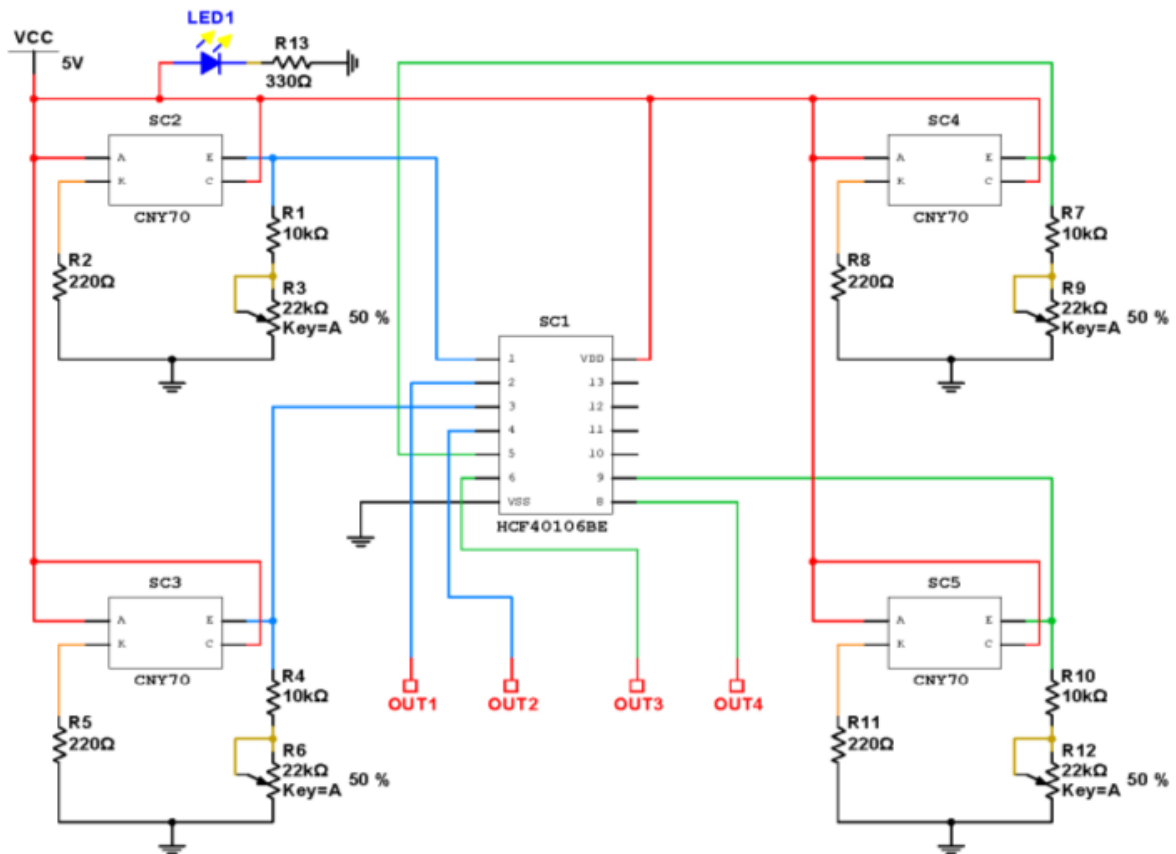 LED1
VCC
5V
R13
330Ω
SC2
A
E
K
C
CNY70
R1
10kΩ
R2
220Ω
R3
22kΩ
Key=A
50 %
SC4
A
E
K
C
CNY70
R7
10kΩ
R8
220Ω
R9
22kΩ
Key=A
50 %
SC1
1
VDD
2
13
3
12
4
11
5
10
6
9
VSS
8
HCF40106BE
SC3
A
E
K
C
CNY70
R4
10kΩ
R5
220Ω
R6
22kΩ
Key=A
50 %
OUT1
OUT2
OUT3
OUT4
SC5
A
E
K
C
CNY70
R10
10kΩ
R11
220Ω
R12
22kΩ
Key=A
50 %